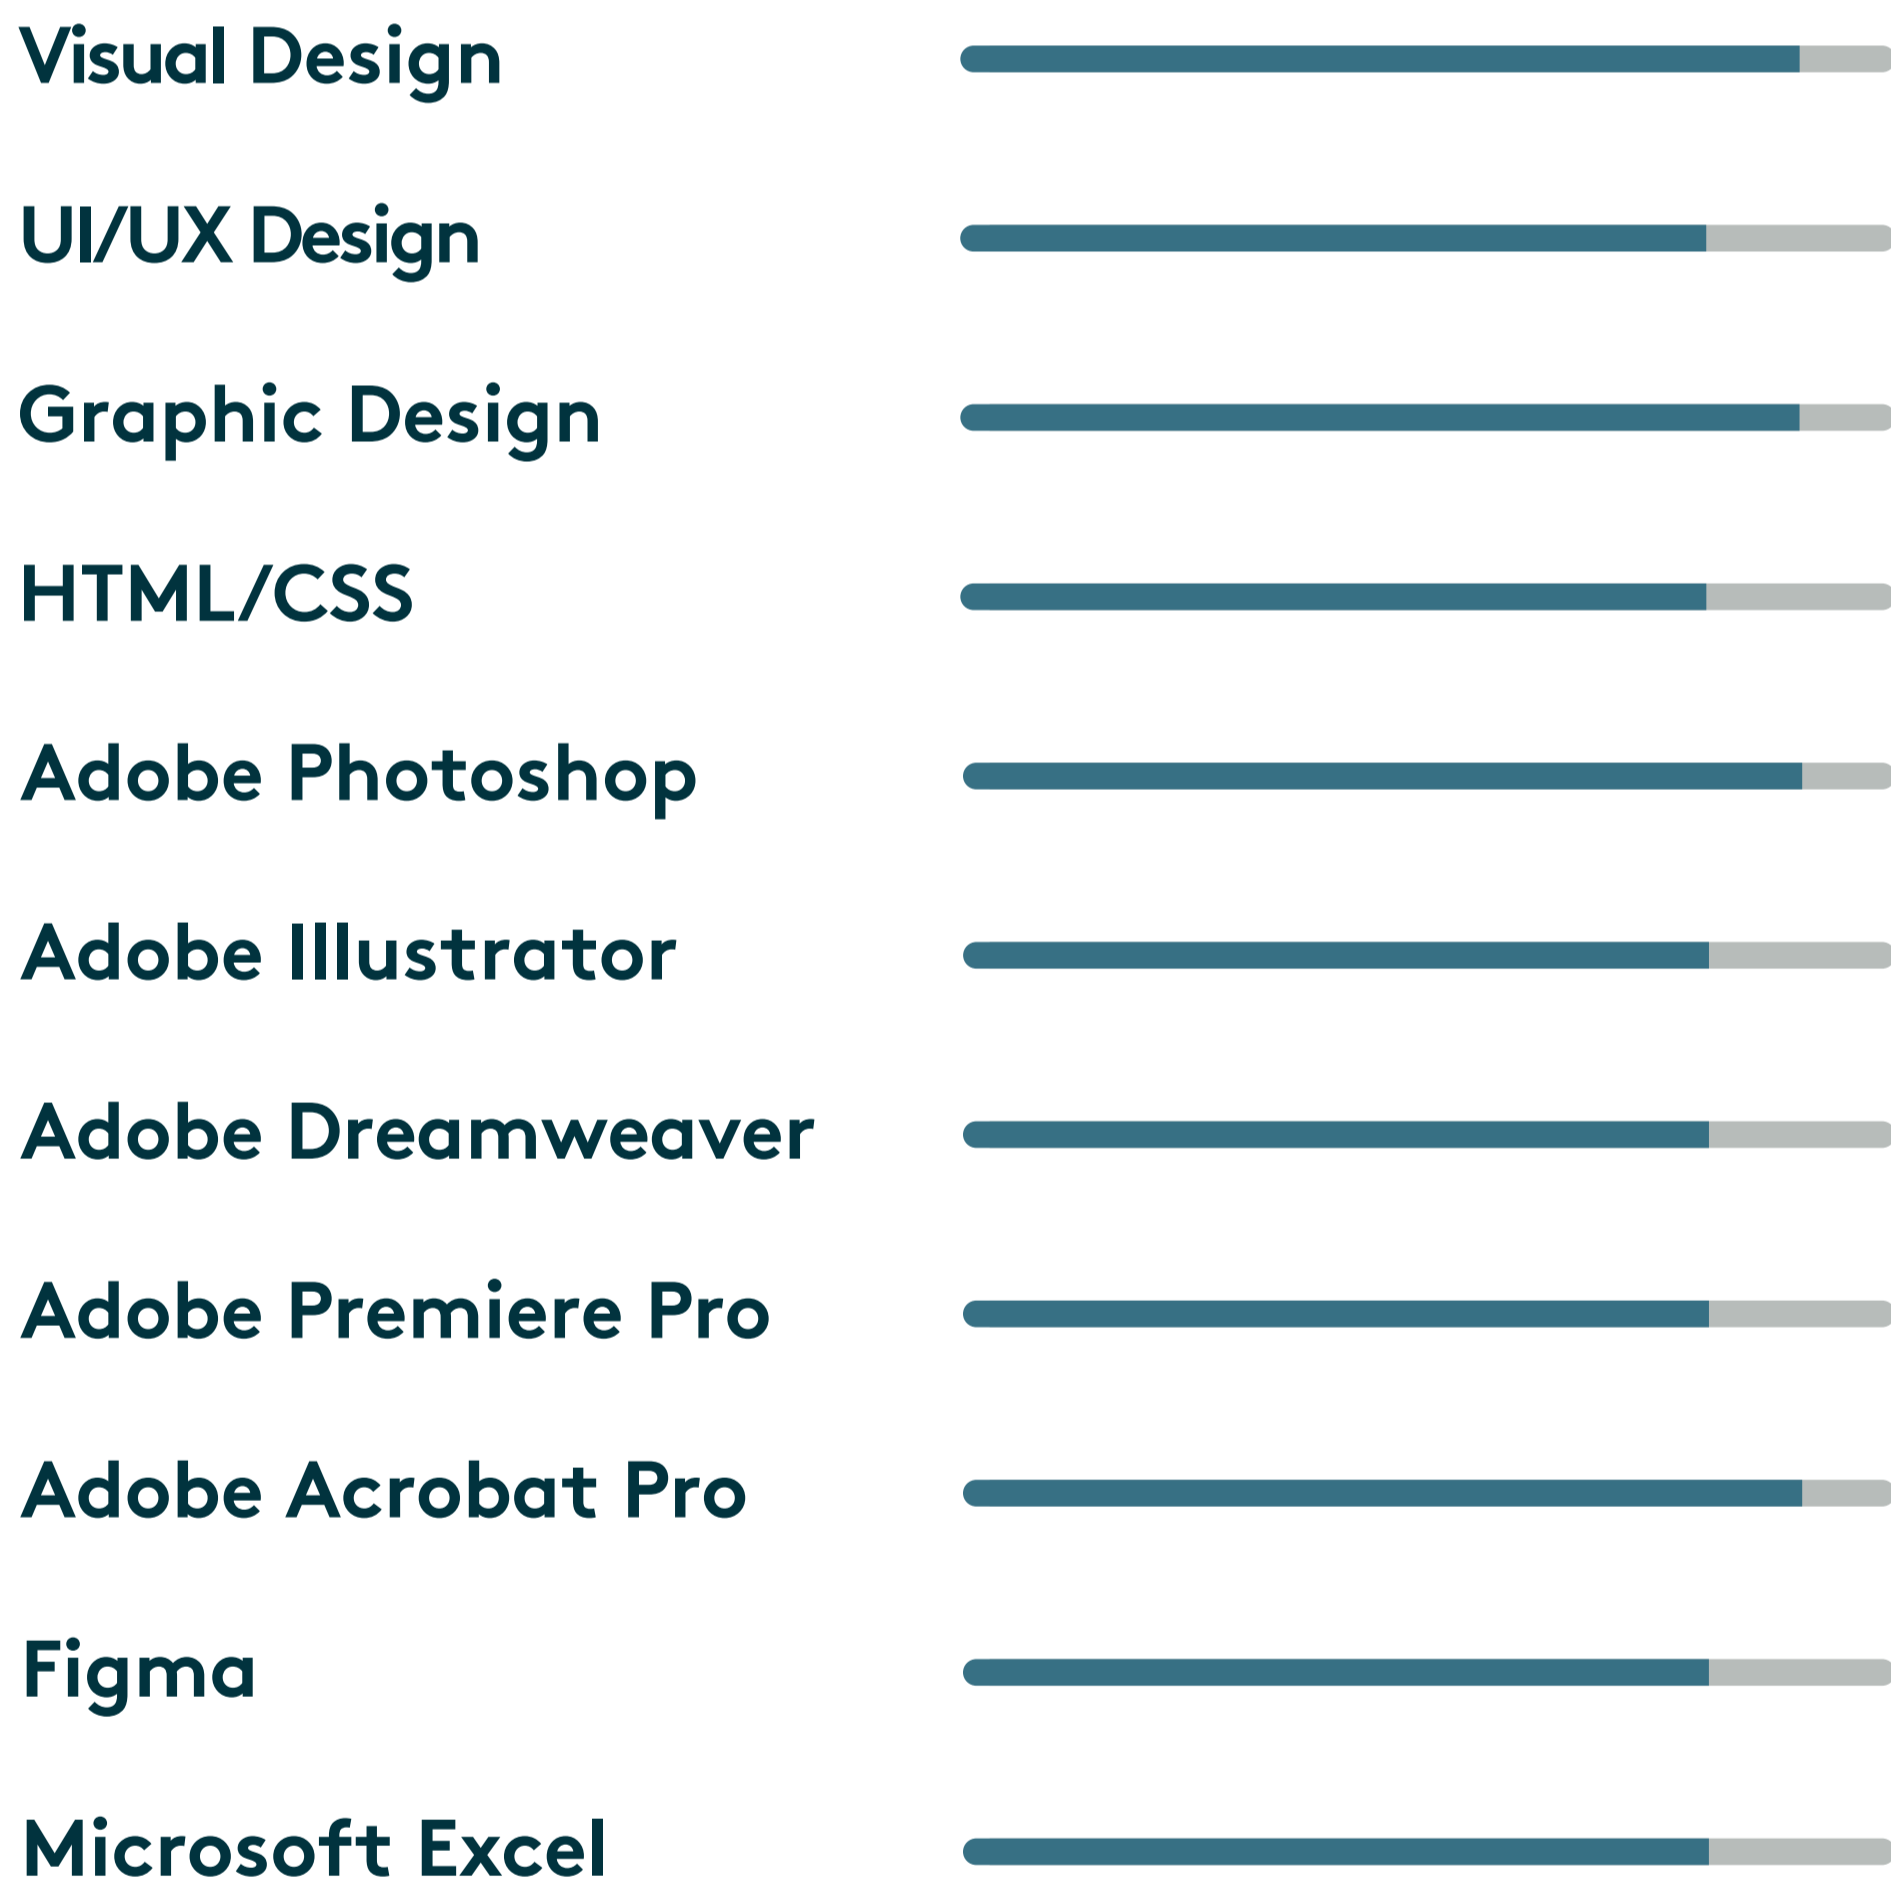 Visual Design
UI/UX Design
Graphic Design
HTML/CSS
Adobe Photoshop
Adobe Illustrator
Adobe Dreamweaver
Adobe Premiere Pro
Adobe Acrobat Pro
Figma
Microsoft Excel